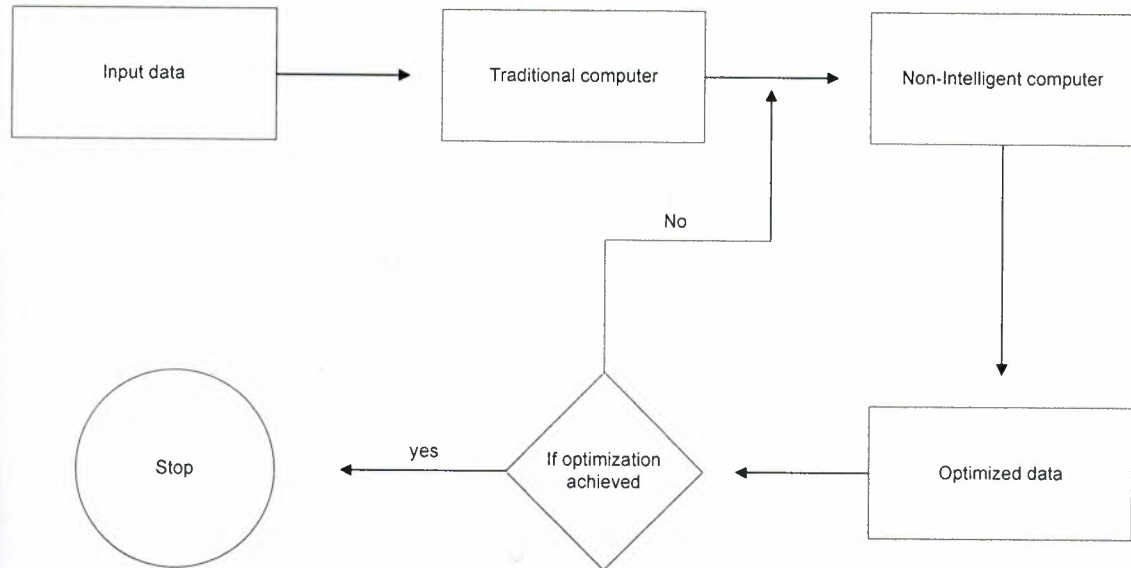 Input data
Traditional computer
Non-Intelligent computer
No
yes
Stop
If optimization
achieved
Optimized data